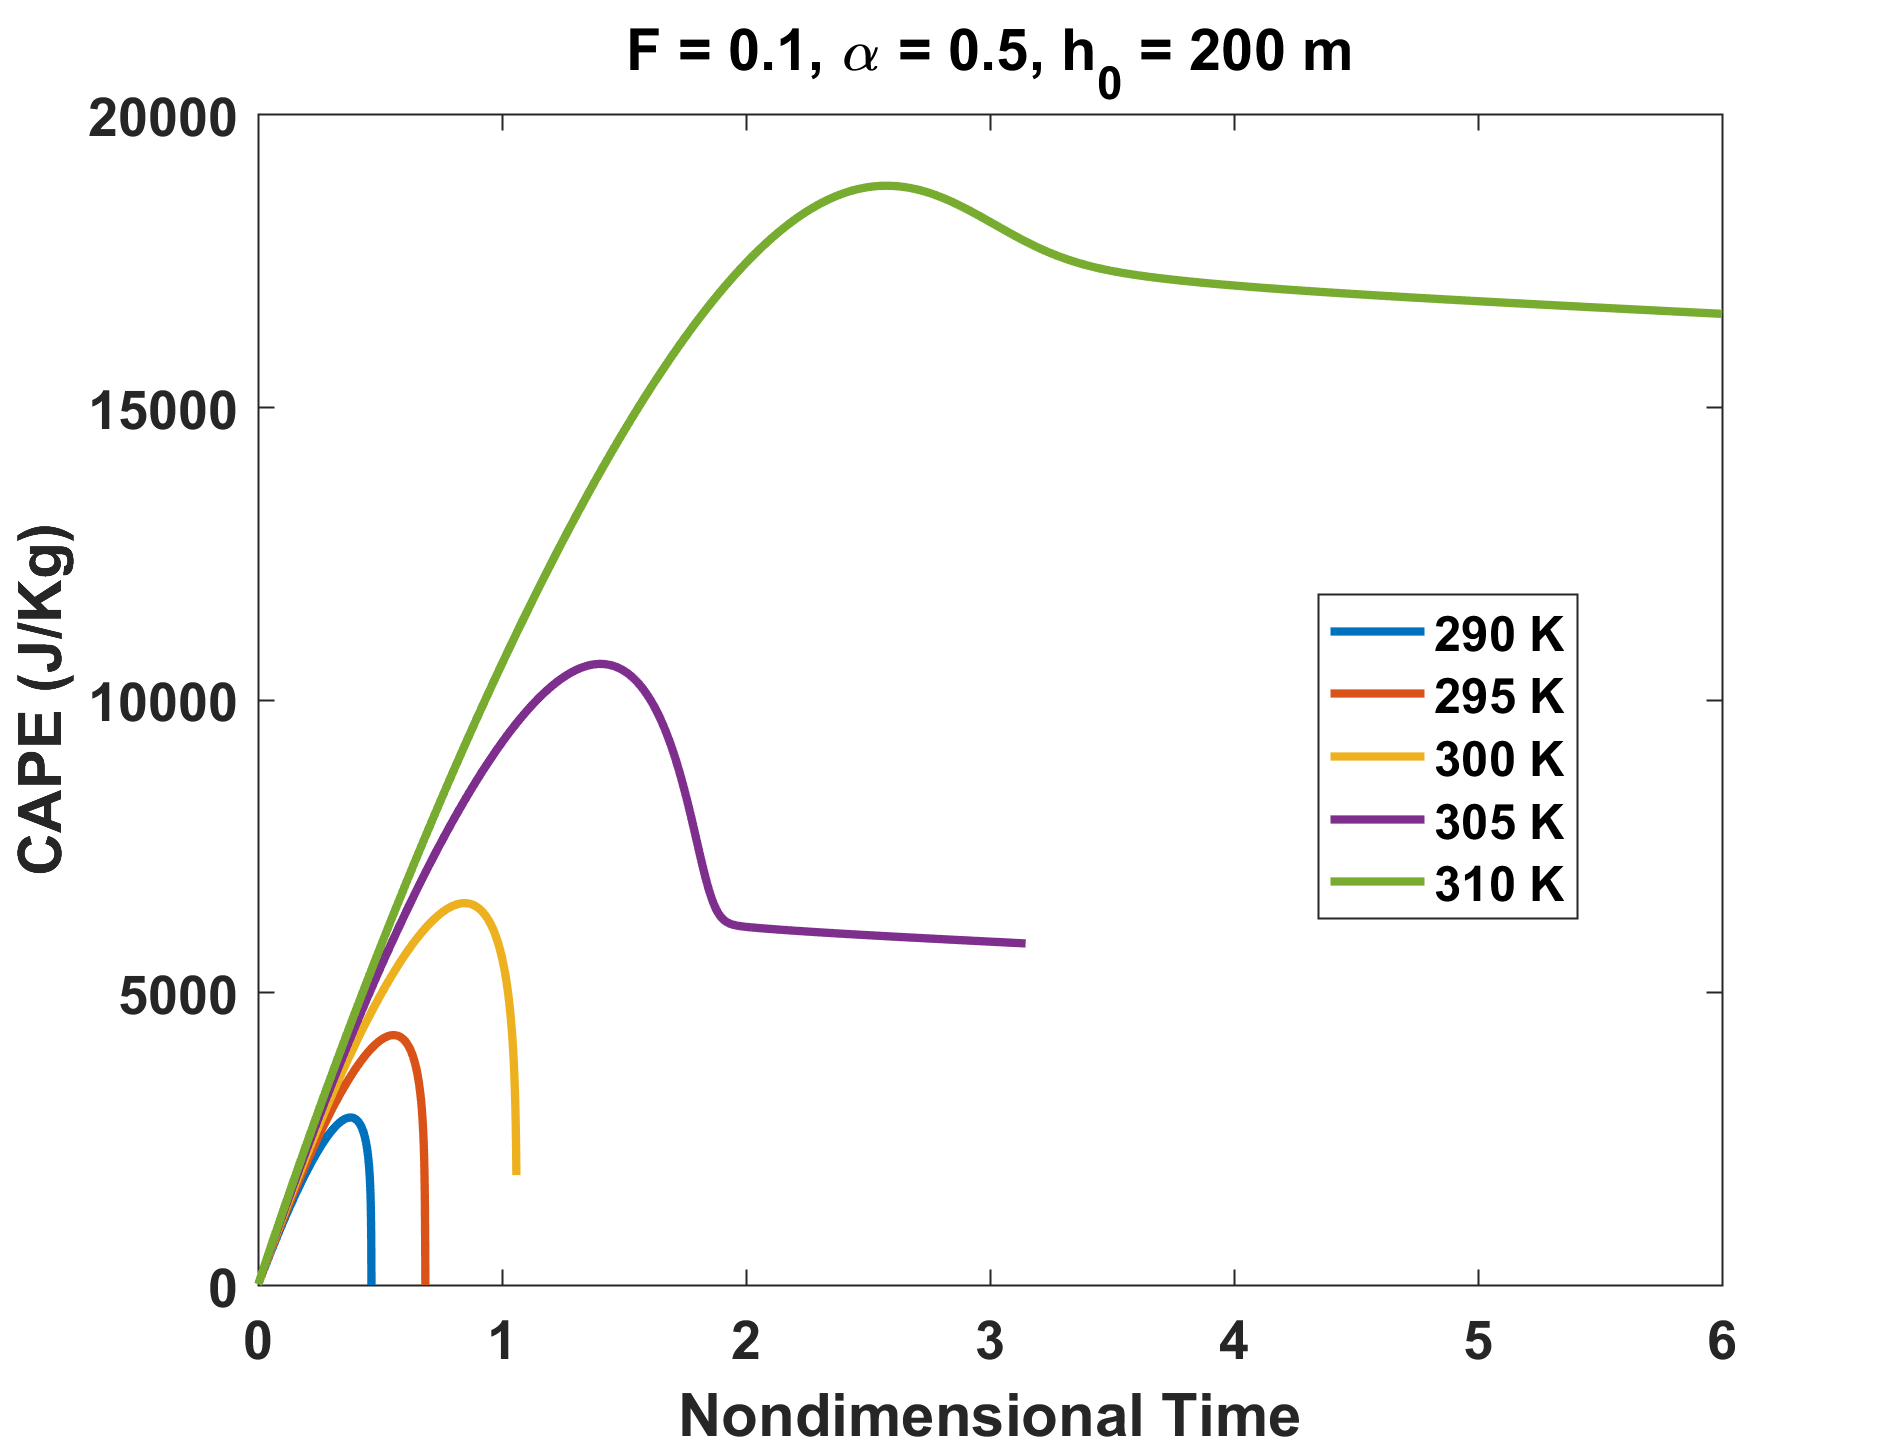 F = 0.1, α = 0.5, h₀ = 200 m
20000
15000
10000
5000
0
CAPE (J/Kg)
290 K
295 K
300 K
305 K
310 K
0 1 2 3 4 5 6
Nondimensional Time